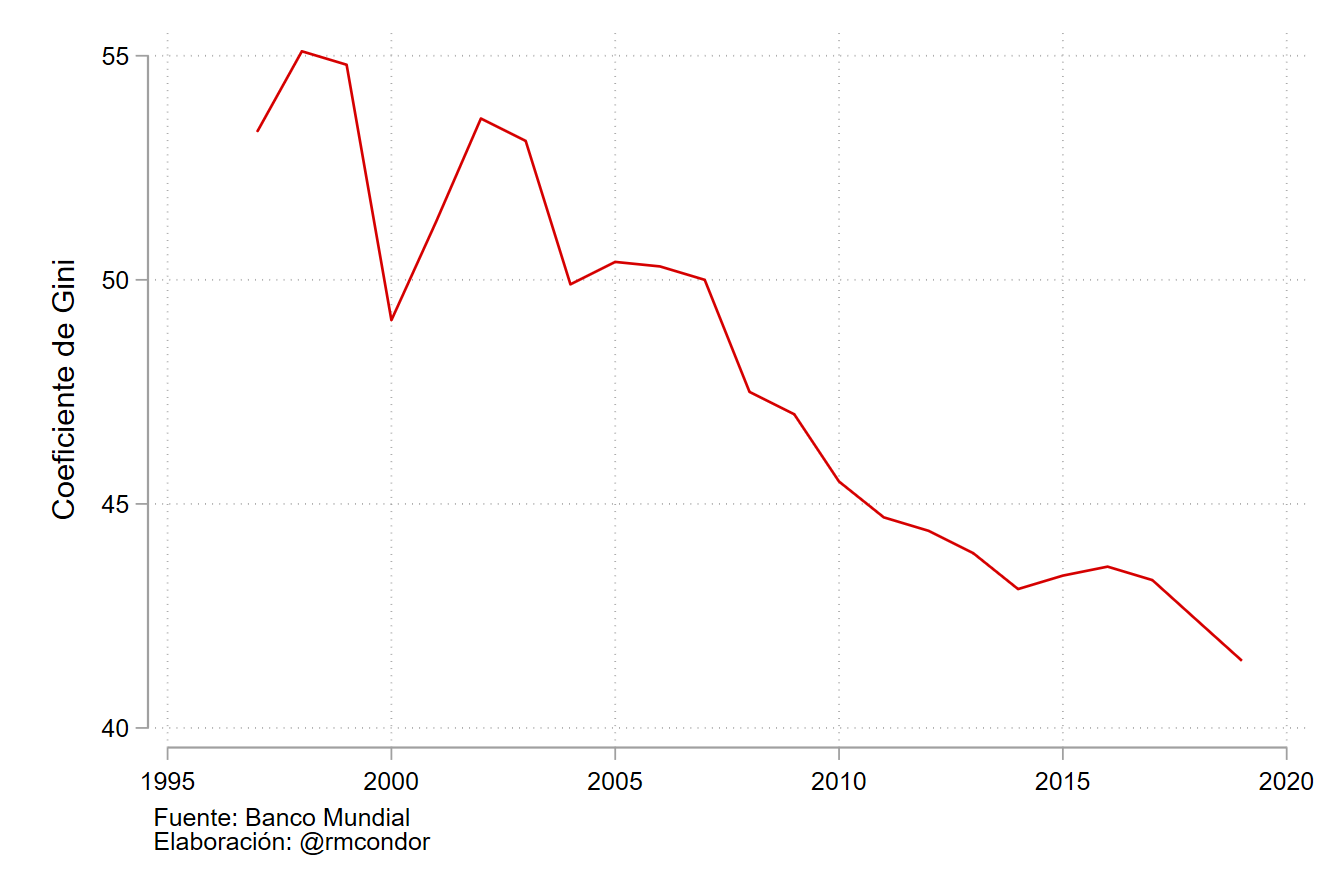 Coeficiente de Gini
55
50
45
40
1995 2000 2005 2010 2015 2020
Fuente: Banco Mundial
Elaboración: @rmcondor